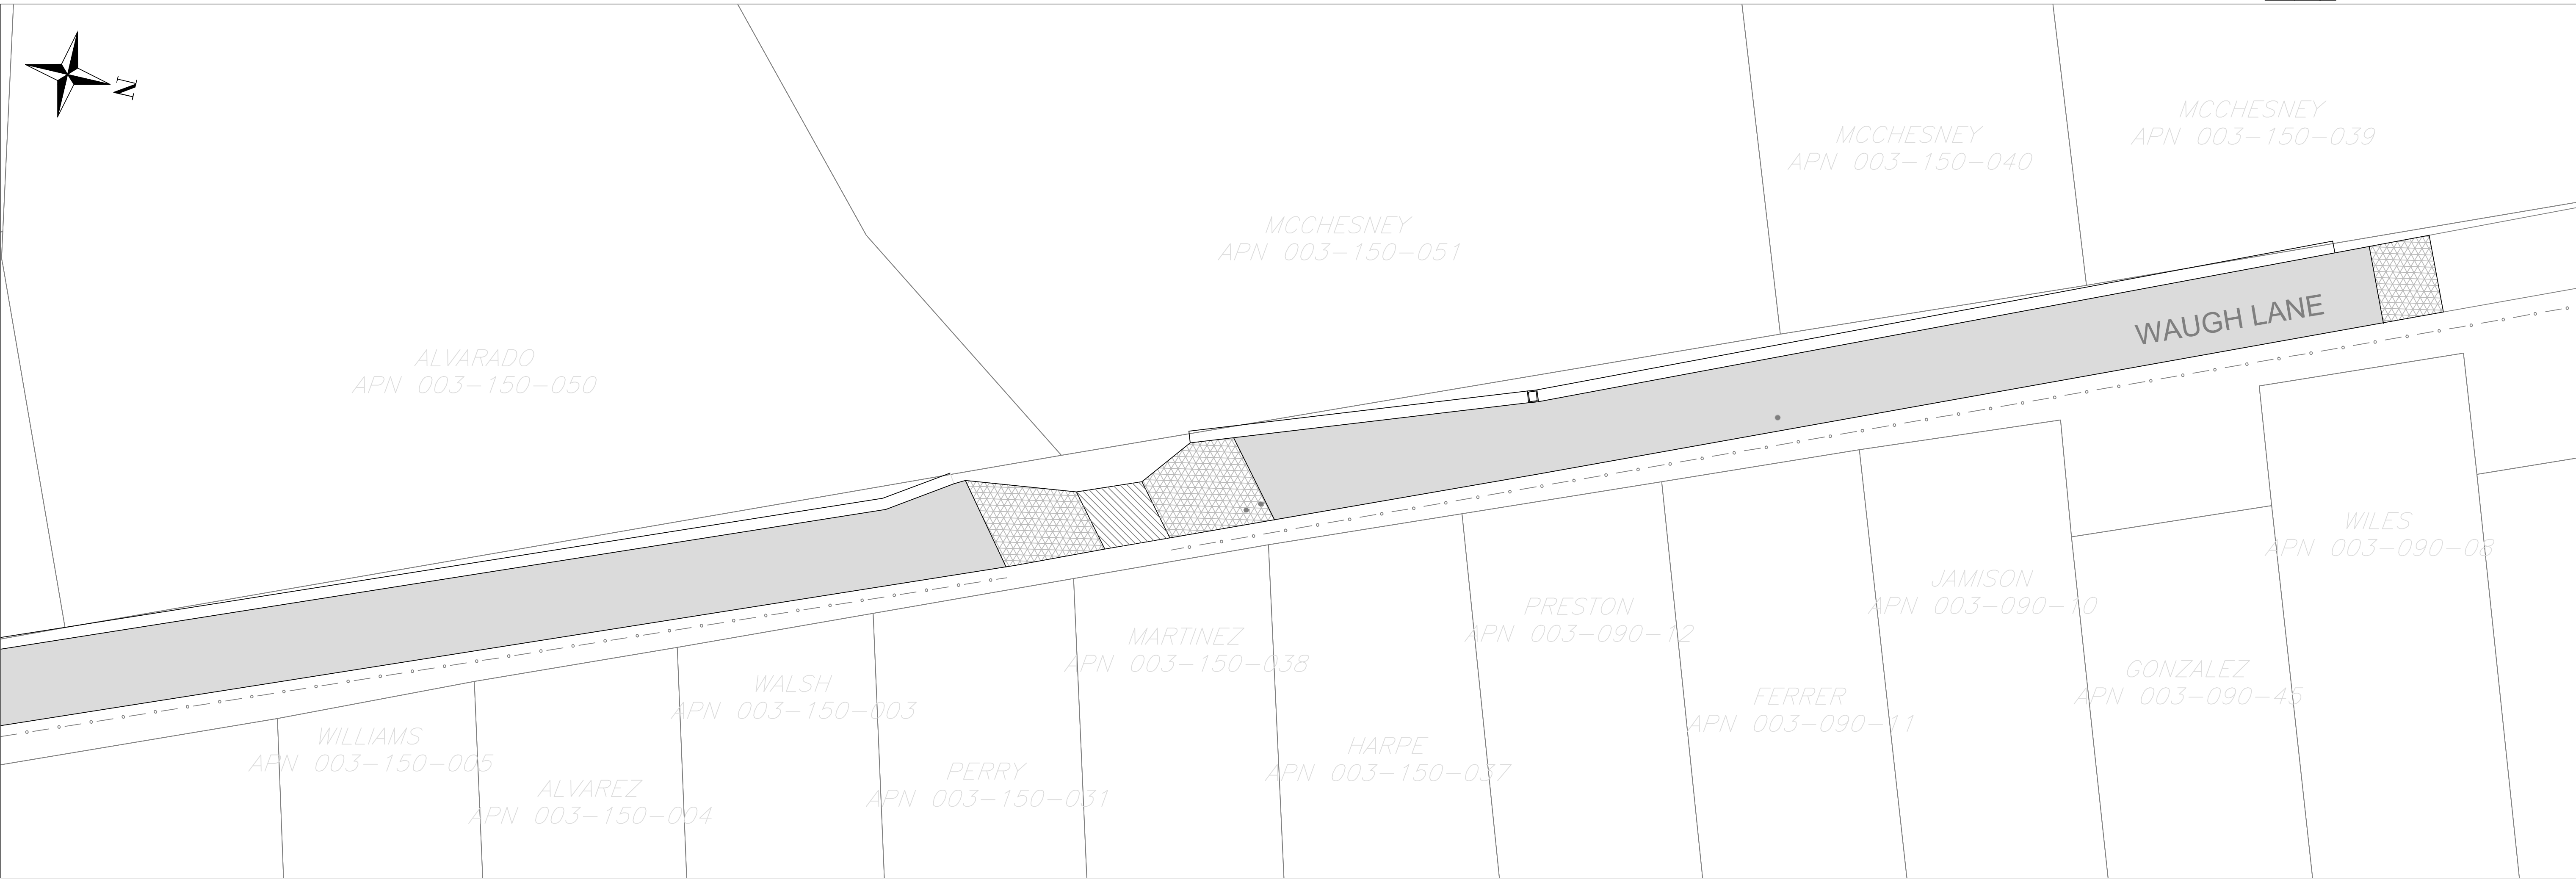 N
MCCHESNEY
APN 003-150-039
MCCHESNEY
APN 003-150-040
MCCHESNEY
APN 003-150-051
WAUGH LANE
ALVARADO
APN 003-150-050
WILES
APN 003-090-08
JAMISON
APN 003-090-10
PRESTON
APN 003-090-12
MARTINEZ
APN 003-150-038
GONZALEZ
APN 003-090-45
WALSH
APN 003-150-003
FERRER
APN 003-090-11
WILLIAMS
APN 003-150-005
HARPE
APN 003-150-037
PERRY
APN 003-150-031
ALVAREZ
APN 003-150-004